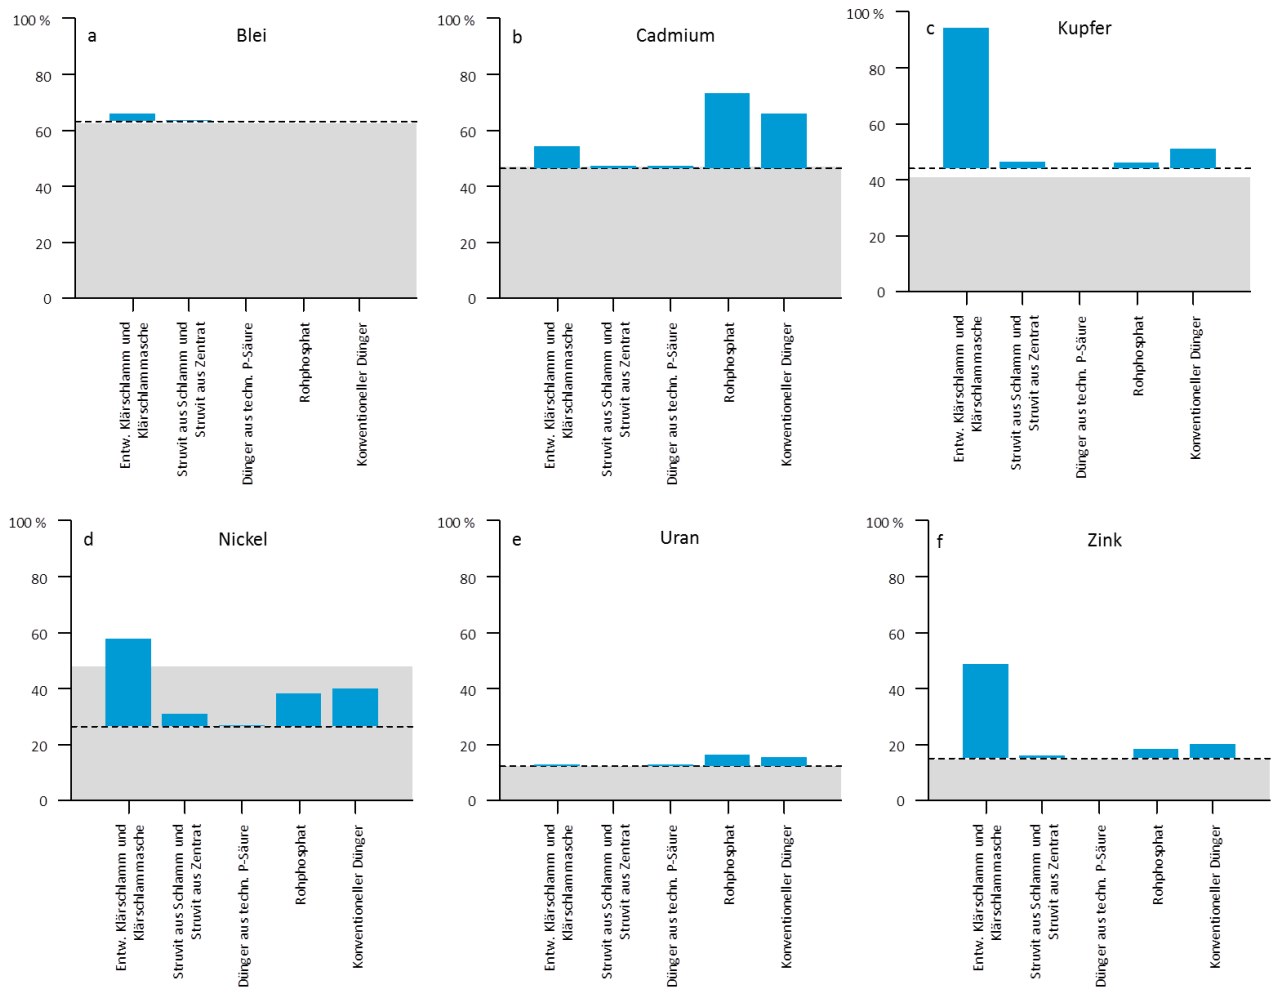 a
Blei
100 %
80
60
40
20
0
Entw. Klärschlamm und
Klärschlammasche
Struvit aus Schlamm und
Struvit aus Zentrat
Dünger aus techn. P-Säure
Rohphosphat
Konventioneller Dünger
b
Cadmium
100 %
80
60
40
20
0
Entw. Klärschlamm und
Klärschlammasche
Struvit aus Schlamm und
Struvit aus Zentrat
Dünger aus techn. P-Säure
Rohphosphat
Konventioneller Dünger
c
Kupfer
100 %
80
60
40
20
0
Entw. Klärschlamm und
Klärschlammasche
Struvit aus Schlamm und
Struvit aus Zentrat
Dünger aus techn. P-Säure
Rohphosphat
Konventioneller Dünger
d
Nickel
100 %
80
60
40
20
0
Entw. Klärschlamm und
Klärschlammasche
Struvit aus Schlamm und
Struvit aus Zentrat
Dünger aus techn. P-Säure
Rohphosphat
Konventioneller Dünger
e
Uran
100 %
80
60
40
20
0
Entw. Klärschlamm und
Klärschlammasche
Struvit aus Schlamm und
Struvit aus Zentrat
Dünger aus techn. P-Säure
Rohphosphat
Konventioneller Dünger
f
Zink
100 %
80
60
40
20
0
Entw. Klärschlamm und
Klärschlammasche
Struvit aus Schlamm und
Struvit aus Zentrat
Dünger aus techn. P-Säure
Rohphosphat
Konventioneller Dünger